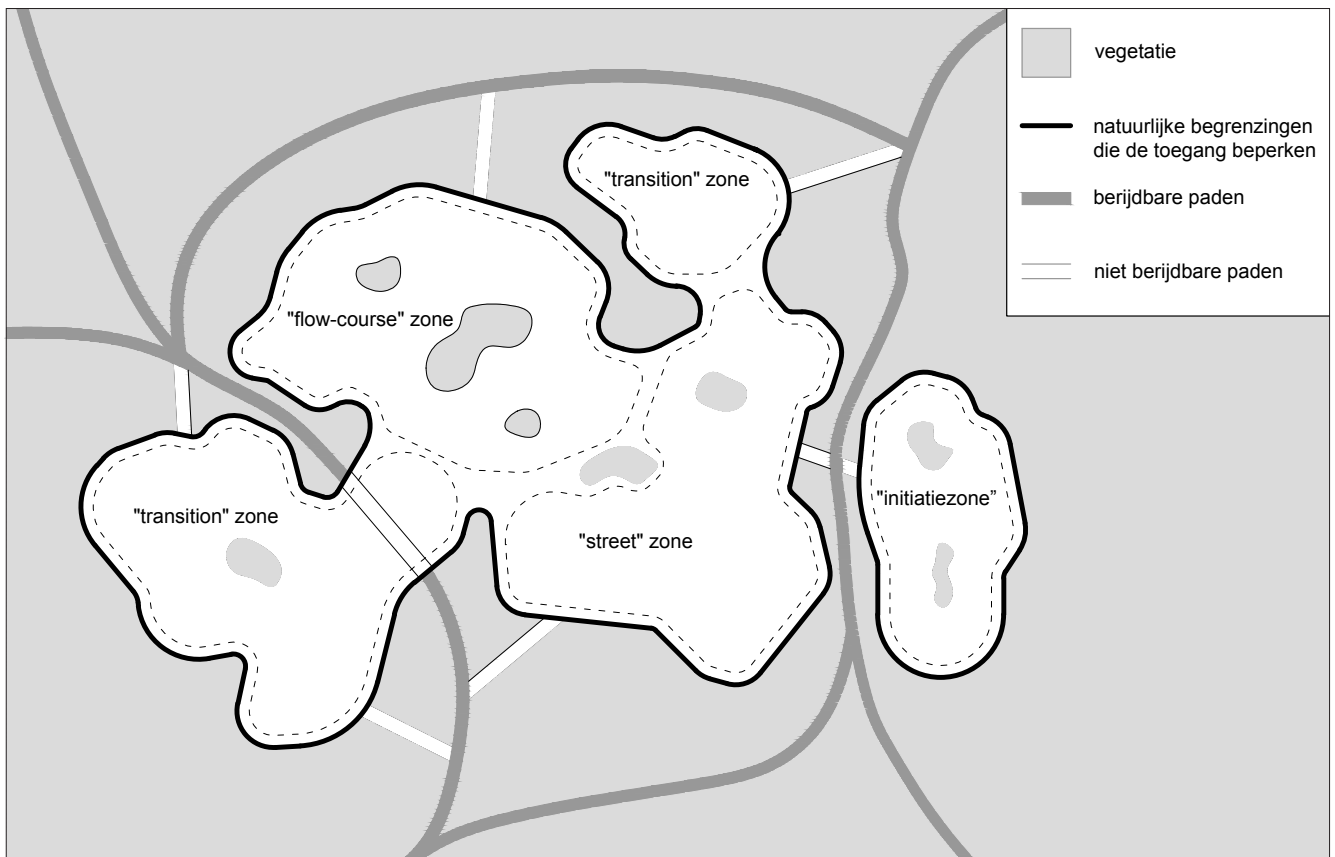 vegetatie
natuurlijke begrenzingen
die de toegang beperken
berijdbare paden
niet berijdbare paden
"transition" zone
"flow-course" zone
"initiatiezone”
"transition" zone
"street" zone